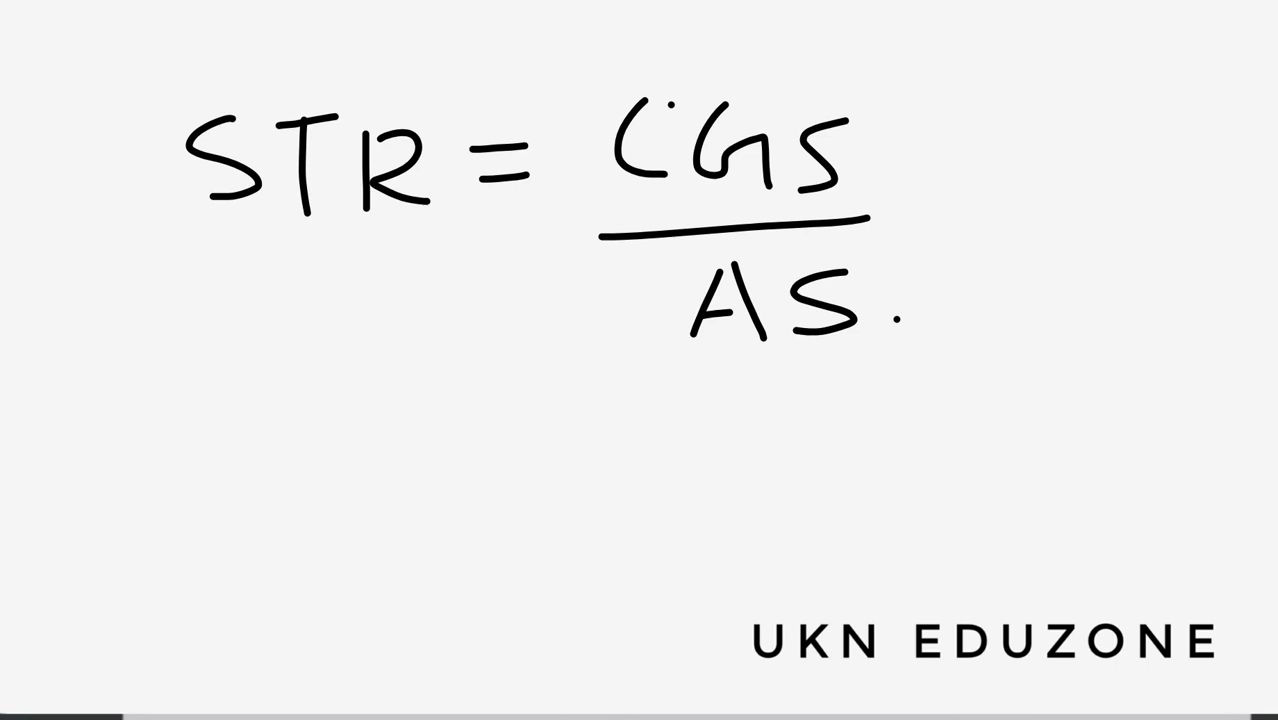 STR = CGS
AS.
UKN EDUZONE